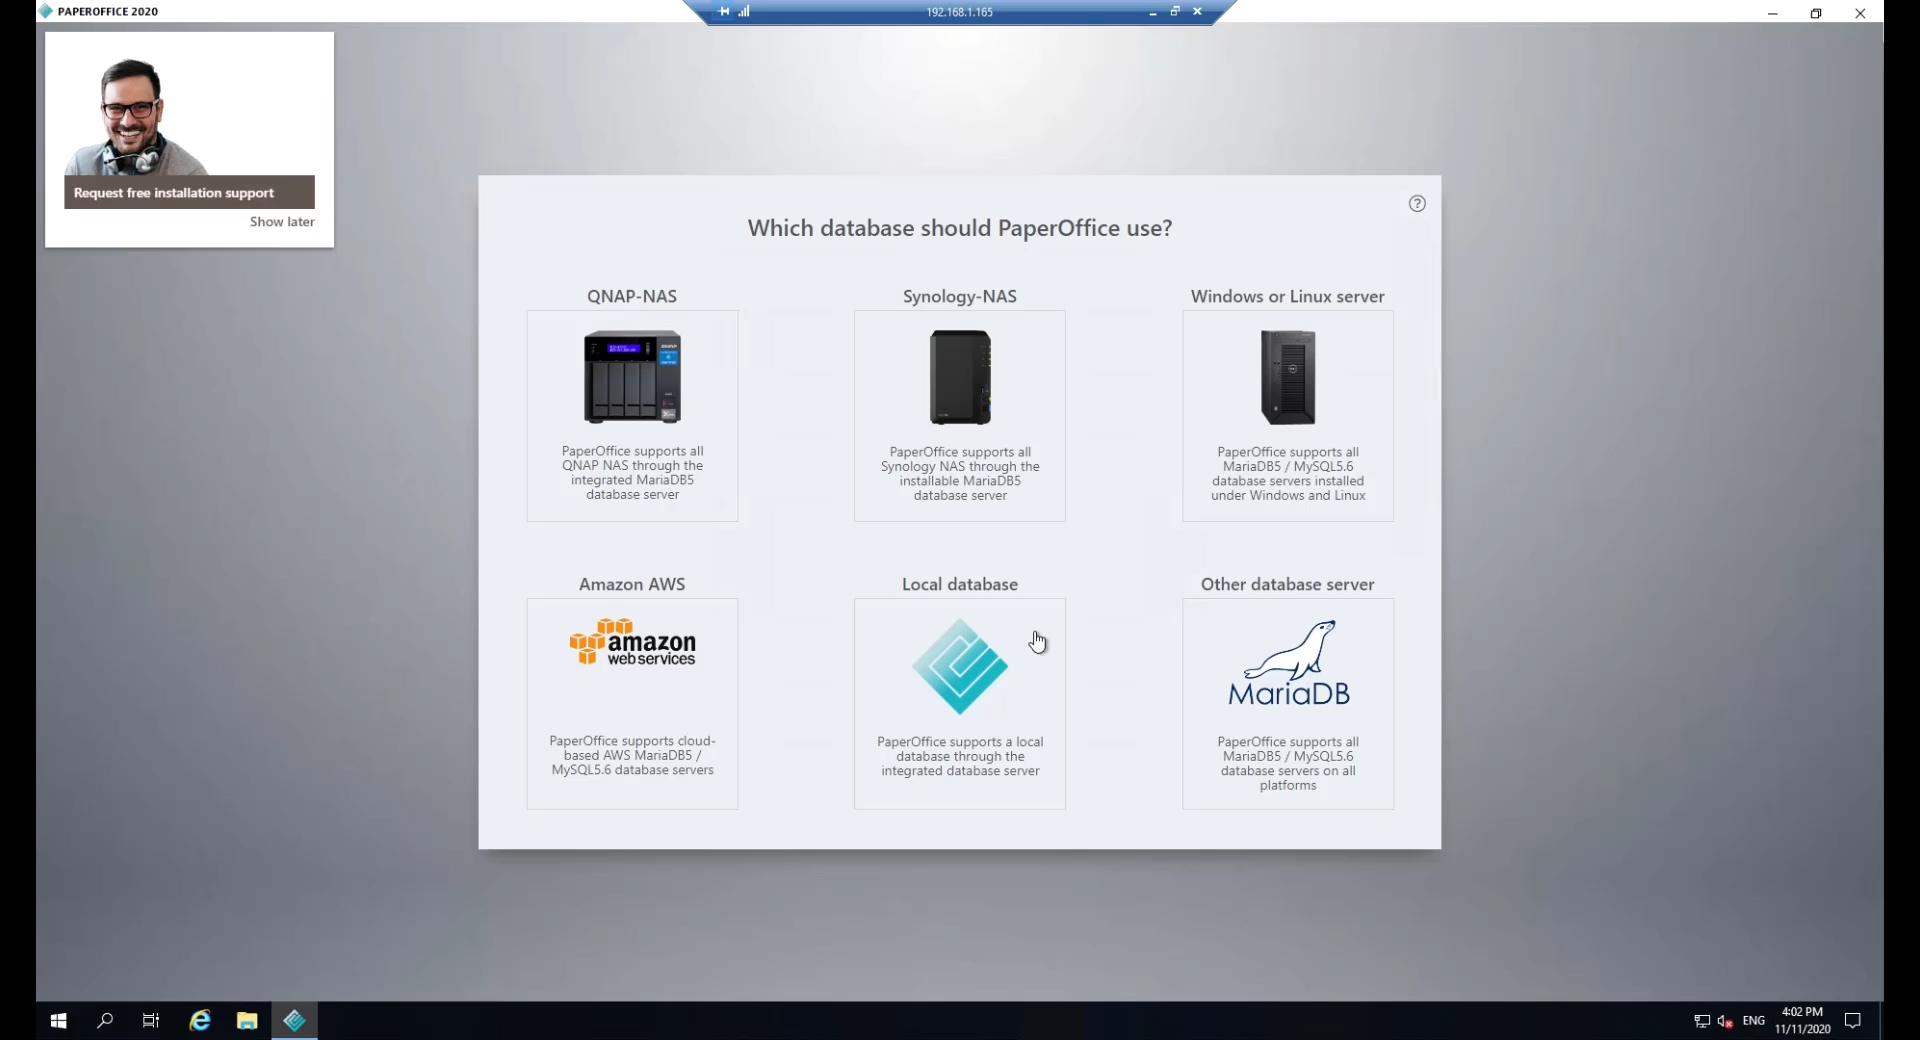 PAPEROFFICE 2020
192.168.1.165
Request free installation support
Show later
Which database should PaperOffice use?
QNAP-NAS
PaperOffice supports all
QNAP NAS through the
integrated MariaDB5
database server
Synology-NAS
PaperOffice supports all
Synology NAS through the
installable MariaDB5
database server
Windows or Linux server
PaperOffice supports all
MariaDB5 / MySQL5.6
database servers installed
under Windows and Linux
Amazon AWS
amazon
webservices
PaperOffice supports cloud-
based AWS MariaDB5 /
MySQL5.6 database servers
Local database
PaperOffice supports a local
database through the
integrated database server
Other database server
MariaDB
PaperOffice supports all
MariaDB5 / MySQL5.6
database servers on all
platforms
ENG
4:02 PM
11/11/2020